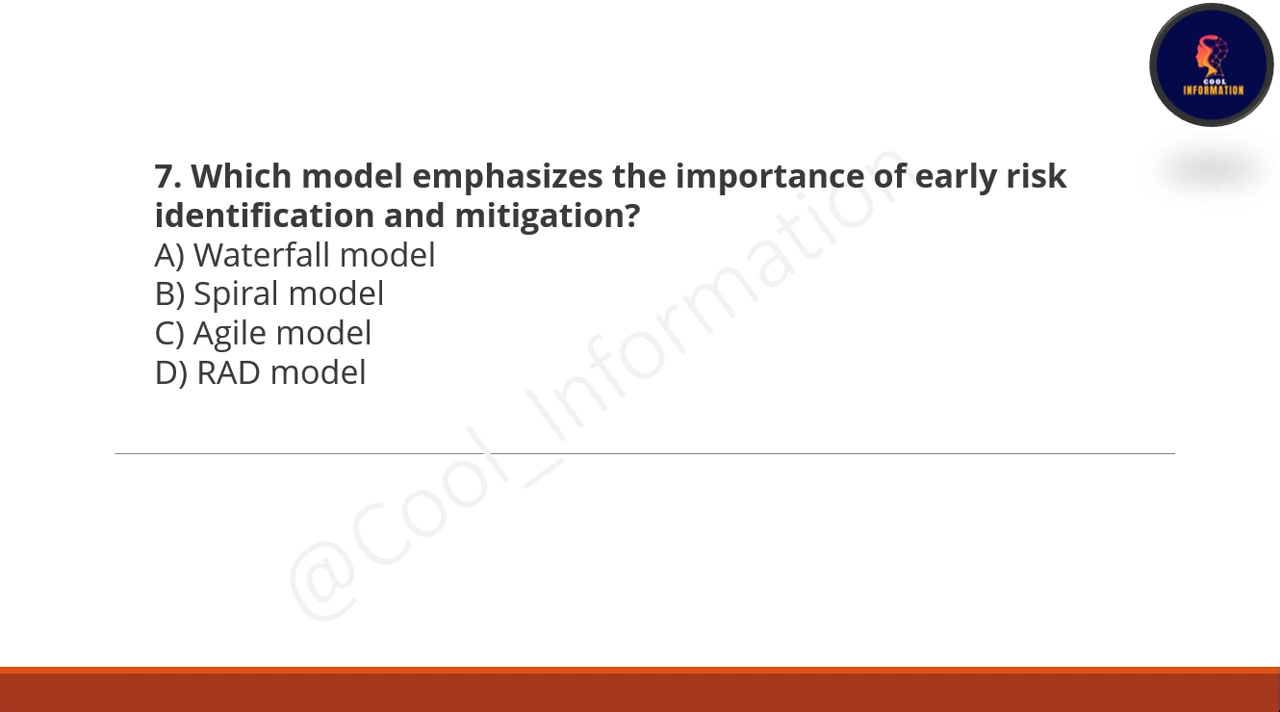 COOL
INFORMATION
7. Which model emphasizes the importance of early risk
identification and mitigation?
A) Waterfall model
B) Spiral model
C) Agile model
D) RAD model
@Cool_Information